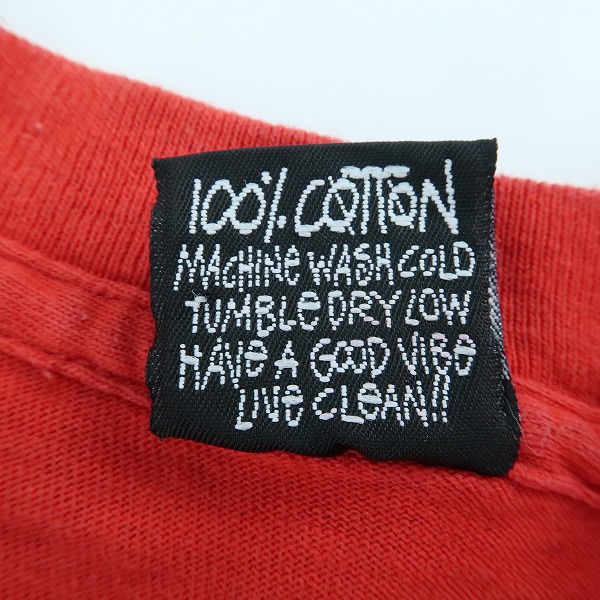 100% COTTON
MACHINE WASH COLD
TUMBLE DRY LOW
HAVE A GOOD VIBE
LIVE CLEAN!!